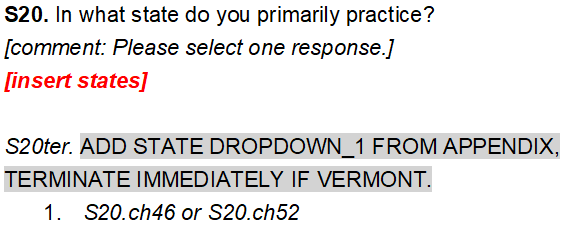 S20. In what state do you primarily practice?
[comment: Please select one response.]
[insert states]
S20ter. ADD STATE DROPDOWN_1 FROM APPENDIX,
TERMINATE IMMEDIATELY IF VERMONT.
1. S20.ch46 or S20.ch52